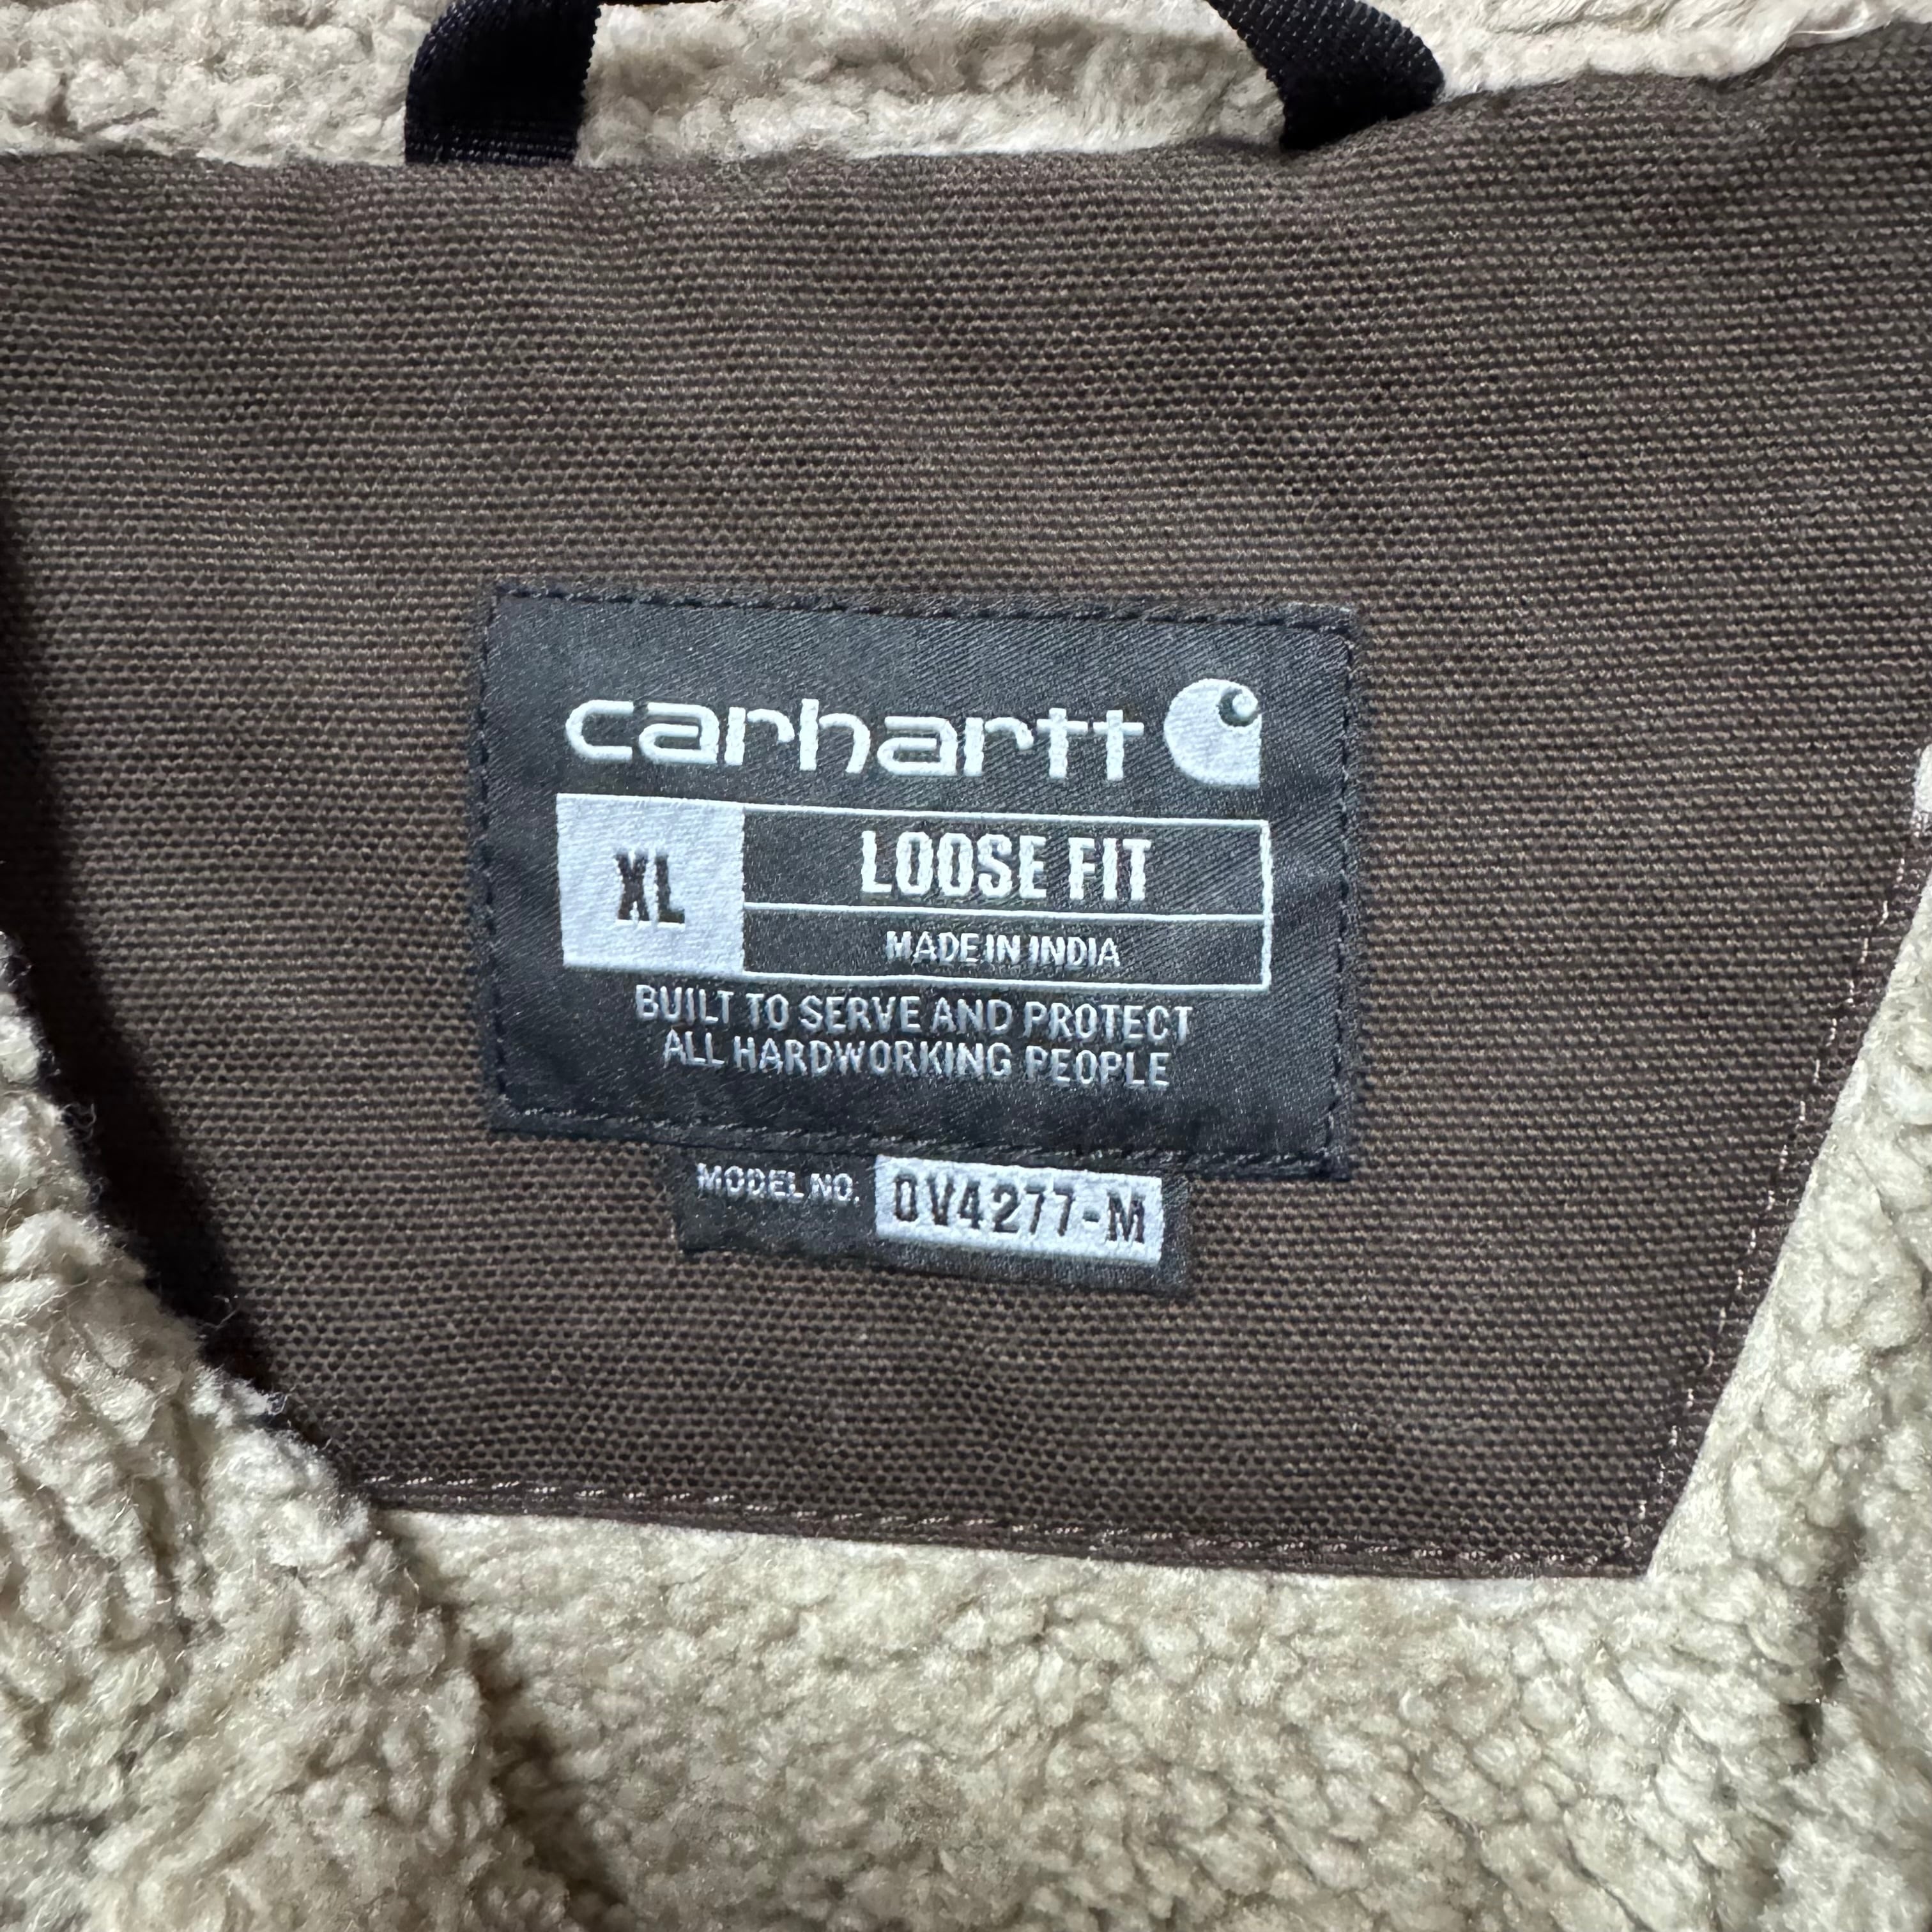 carhartt
XL
LOOSE FIT
MADE IN INDIA
BUILT TO SERVE AND PROTECT
ALL HARDWORKING PEOPLE
MODEL NO. OV4277-M